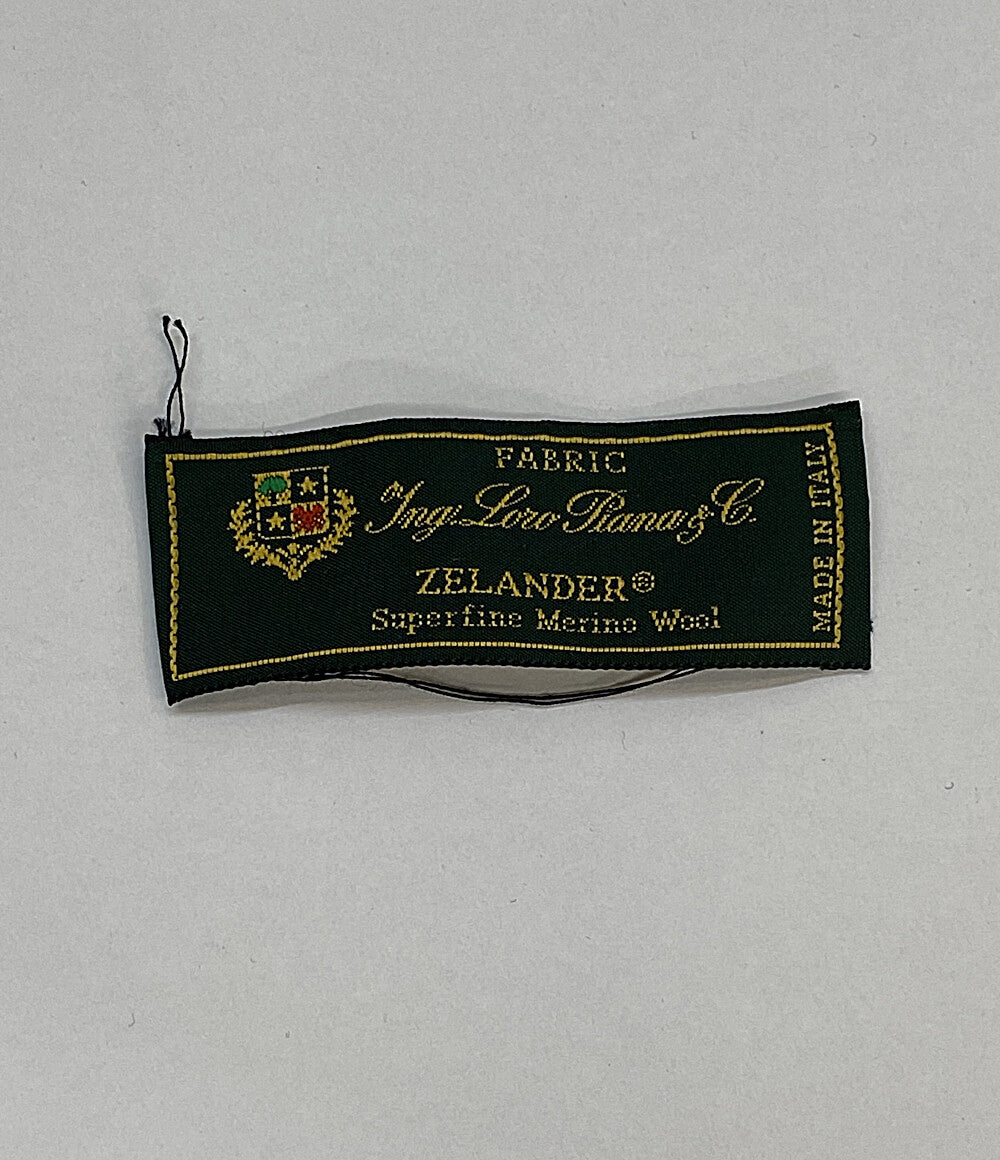 FABRIC
Ing. Loro Piana & C.
ZELANDER®
Superfine Merino Wool
MADE IN ITALY